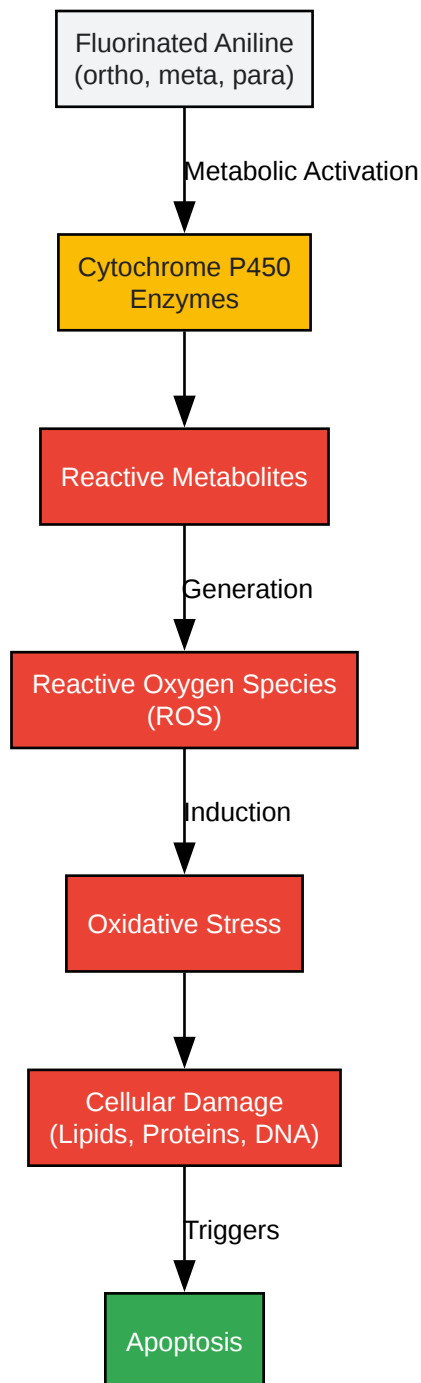 Fluorinated Aniline
(ortho, meta, para)
Metabolic Activation
Cytochrome P450
Enzymes
Reactive Metabolites
Generation
Reactive Oxygen Species
(ROS)
Induction
Oxidative Stress
Cellular Damage
(Lipids, Proteins, DNA)
Triggers
Apoptosis